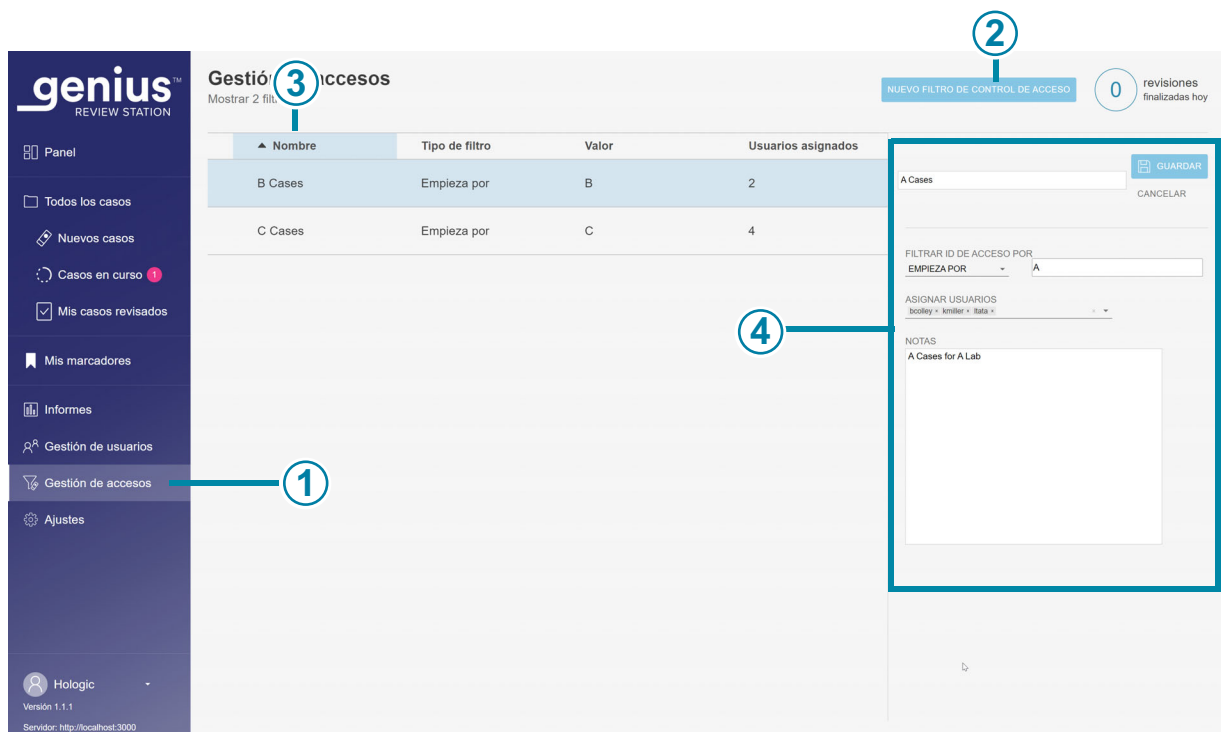 2
genius™
REVIEW STATION
Panel
Todos los casos
Nuevos casos
Casos en curso 1
Mis casos revisados
Mis marcadores
Informes
Gestión de usuarios
Gestión de accesos
Ajustes
Hologic
Versión 1.1.1
Servidor: http://localhost:3000
1
Gestió accesos
3
Mostrar 2 filt
NUEVO FILTRO DE CONTROL DE ACCESO
0
revisiones
finalizadas hoy
Nombre Tipo de filtro Valor Usuarios asignados
B Cases Empieza por B 2
C Cases Empieza por C 4
4
A Cases
GUARDAR
CANCELAR
FILTRAR ID DE ACCESO POR
EMPIEZA POR A
ASIGNAR USUARIOS
bcolley × kmiller × ltata ×
NOTAS
A Cases for A Lab